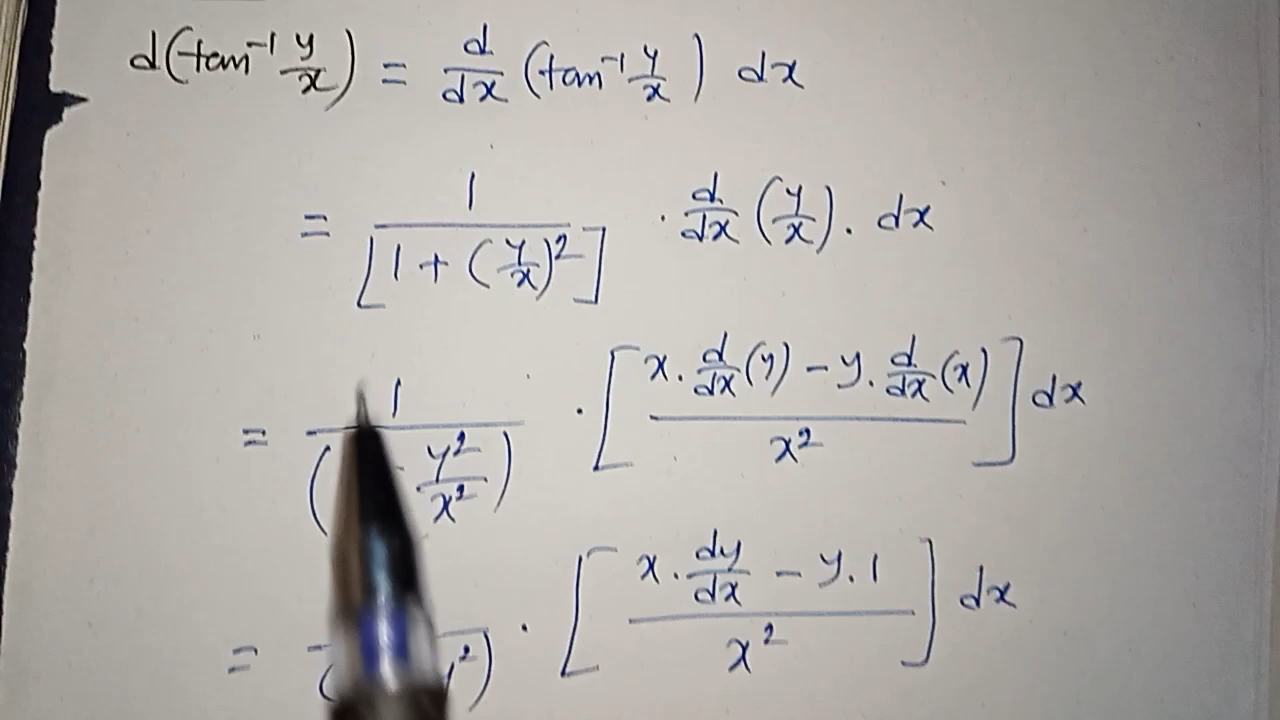 d(tan⁻¹ y/x) = d/dx (tan⁻¹ y/x) dx
= 1/[1 + (y/x)²] · d/dx (y/x) . dx
= 1/( y²/x²) · [x . d/dx (y) – y . d/dx (x) / x²] dx
= ²) · [x . dy/dx – y . 1 / x²] dx